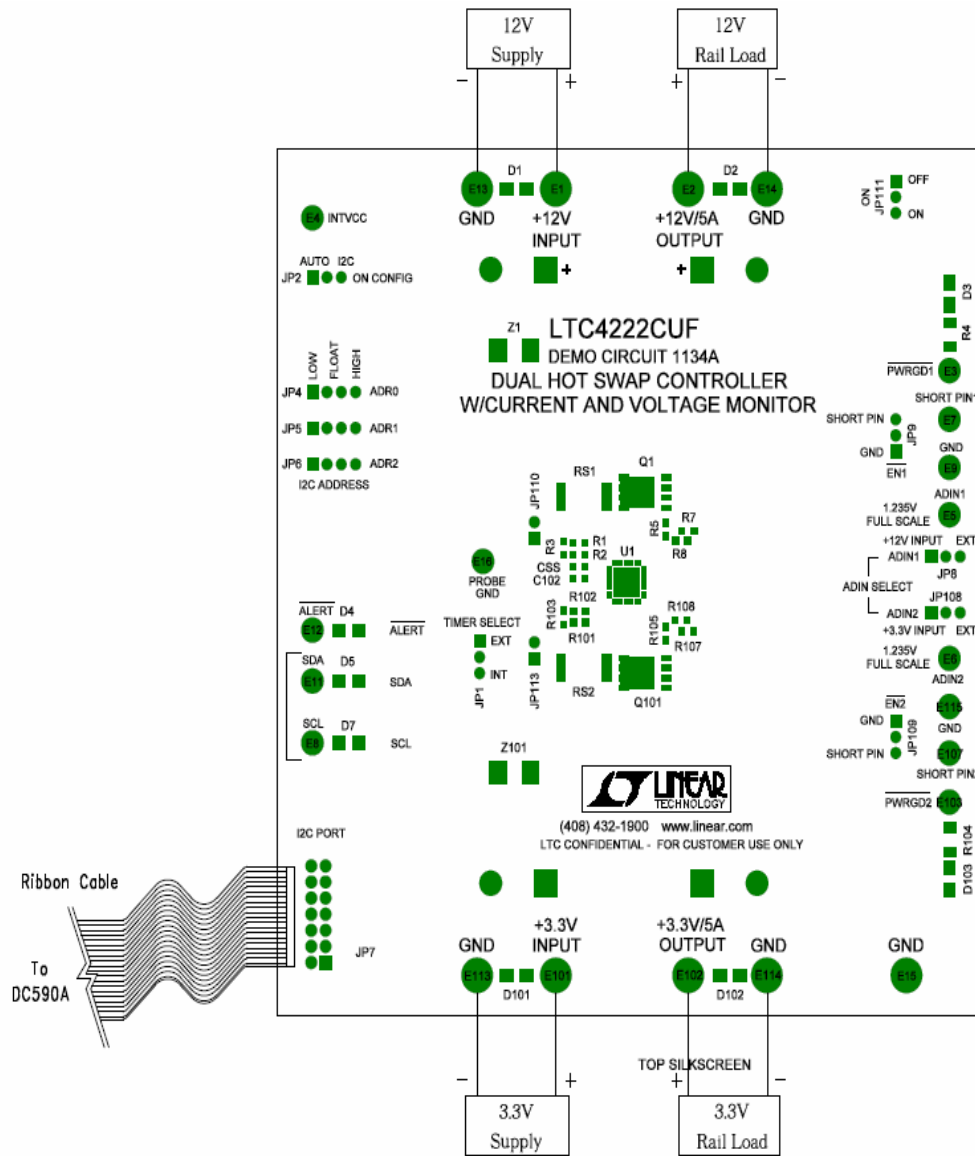 12V
Supply
12V
Rail Load
-
+
+
-
D1
D2
E13
E1
E2
E14
GND
+12V
INPUT
+12V/5A
OUTPUT
GND
+
+
E4
INTVCC
AUTO
I2C
JP2
ON CONFIG
LOW
FLOAT
HIGH
JP4
ADR0
JP5
ADR1
JP6
ADR2
I2C ADDRESS
ON
JP111
OFF
ON
Z1
LTC4222CUF
DEMO CIRCUIT 1134A
DUAL HOT SWAP CONTROLLER
W/CURRENT AND VOLTAGE MONITOR
D3
R4
PWRGD1
E3
SHORT PIN1
SHORT PIN
JP9
E7
GND
GND
EN1
E9
ADIN1
1.235V
FULL SCALE
E5
+12V INPUT
EXT
ADIN1
JP8
ADIN SELECT
JP108
ADIN2
+3.3V INPUT
EXT
1.235V
FULL SCALE
E6
ADIN2
EN2
E115
GND
JP109
GND
SHORT PIN
E107
SHORT PIN2
PWRGD2
E103
R104
D103
JP110
RS1
Q1
R5
R7
R8
R3
R1
R2
U1
CSS
C102
E16
PROBE
GND
R102
R103
R101
R105
R108
R107
TIMER SELECT
EXT
INT
JP1
JP113
RS2
Q101
ALERT
D4
E12
ALERT
SDA
D5
E11
SDA
SCL
D7
E8
SCL
Z101
LINEAR
TECHNOLOGY
(408) 432-1900 www.linear.com
LTC CONFIDENTIAL - FOR CUSTOMER USE ONLY
I2C PORT
Ribbon Cable
To
DC590A
JP7
GND
+3.3V
INPUT
+3.3V/5A
OUTPUT
GND
GND
E113
E101
E102
E114
E15
D101
D102
TOP SILKSCREEN
-
+
+
-
3.3V
Supply
3.3V
Rail Load